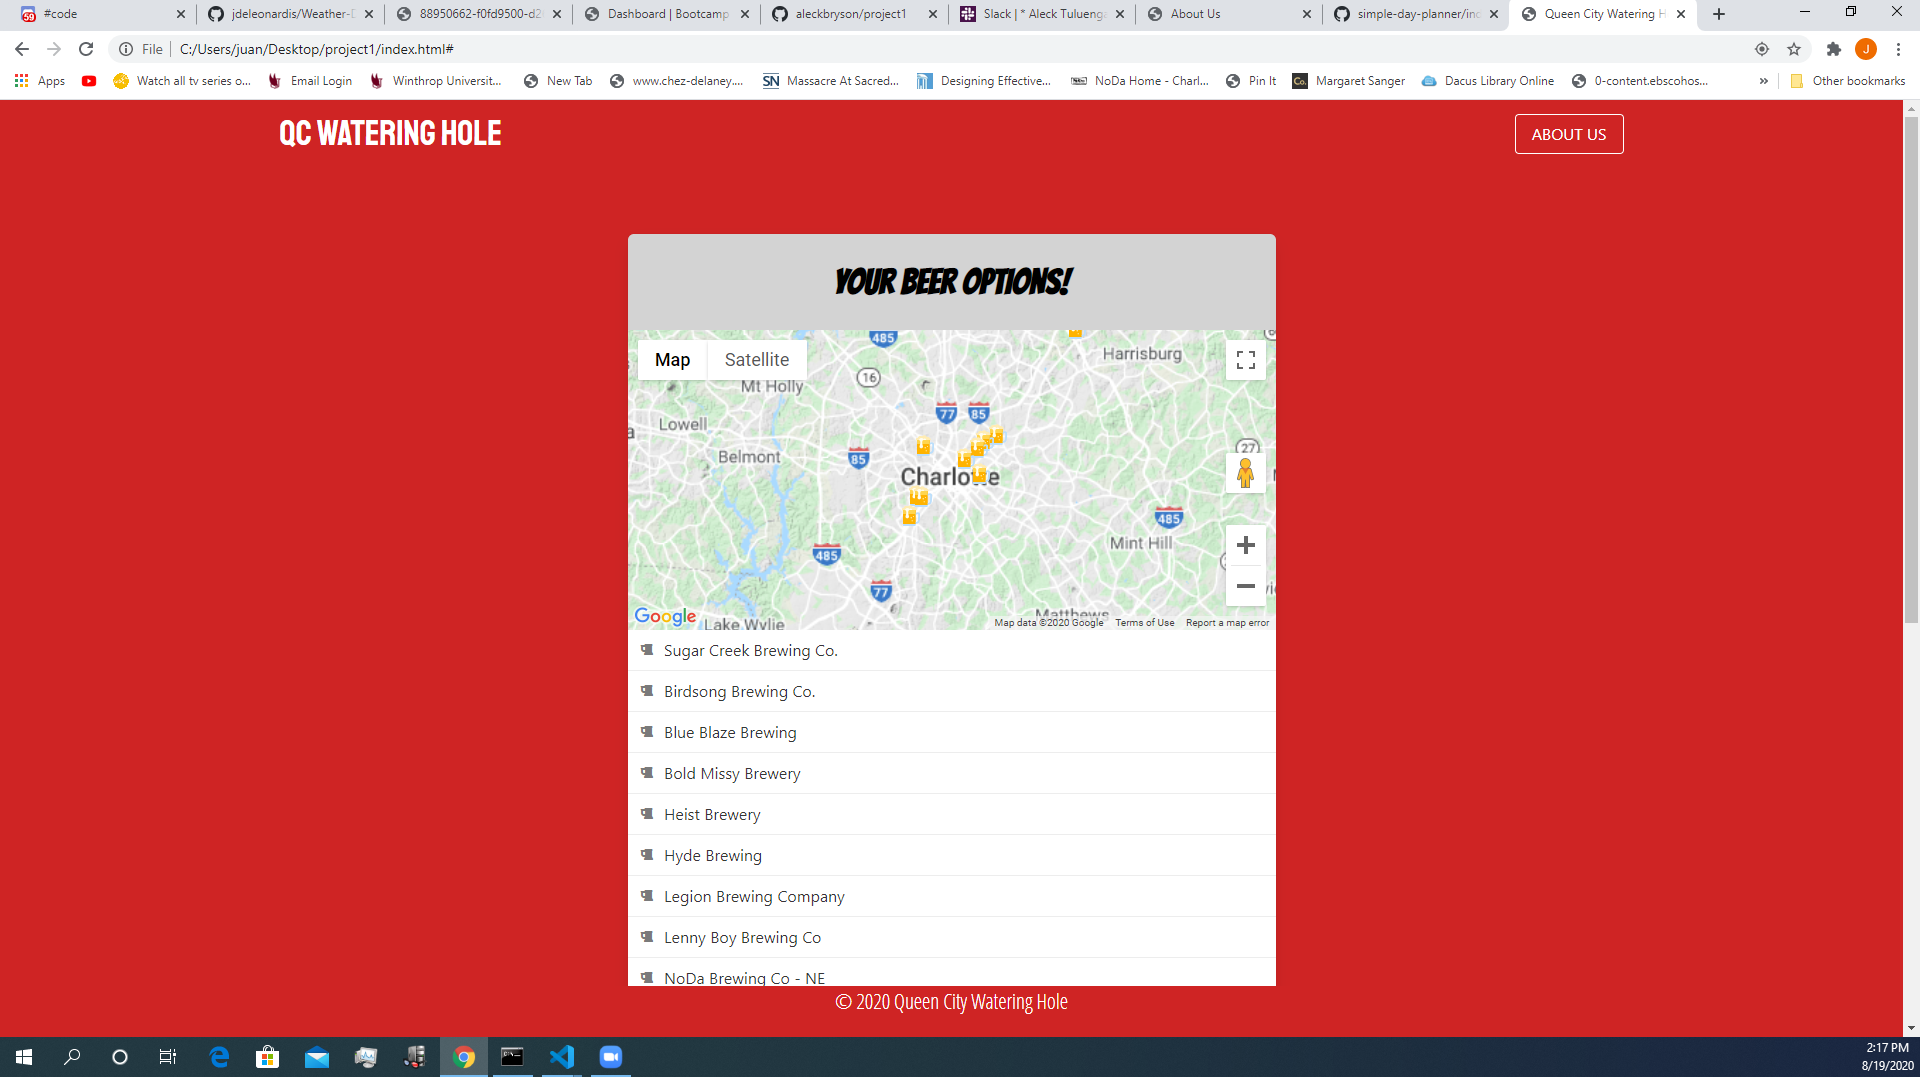 #code
jdeleonardis/Weather-D
88950662-f0fd9500-d2
Dashboard | Bootcamp
aleckbryson/project1
Slack | * Aleck Tulueng
About Us
simple-day-planner/ind
Queen City Watering H
File
C:/Users/juan/Desktop/project1/index.html#
J
Apps
Watch all tv series o...
Email Login
Winthrop Universit...
New Tab
www.chez-delaney....
SN
Massacre At Sacred...
Designing Effective...
NoDa Home - Charl...
Pin It
Co.
Margaret Sanger
Dacus Library Online
0-content.ebscohos...
»
Other bookmarks
QC WATERING HOLE
ABOUT US
YOUR BEER OPTIONS!
Map
Satellite
485
Harrisburg
16
Mt Holly
77
85
Lowell
27
Belmont
85
Charlotte
485
Mint Hill
485
77
Matthews
Google
Lake Wylie
Map data ©2020 Google
Terms of Use
Report a map error
Sugar Creek Brewing Co.
Birdsong Brewing Co.
Blue Blaze Brewing
Bold Missy Brewery
Heist Brewery
Hyde Brewing
Legion Brewing Company
Lenny Boy Brewing Co
NoDa Brewing Co - NE
© 2020 Queen City Watering Hole
2:17 PM
8/19/2020